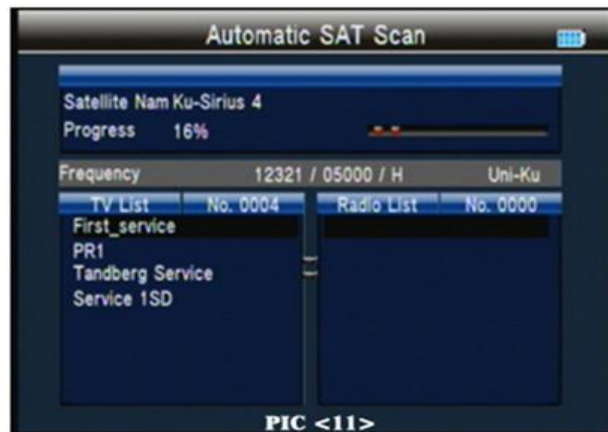 Automatic SAT Scan
Satellite Nam Ku-Sirius 4
Progress 16%
Frequency 12321 / 05000 / H Uni-Ku
TV List No. 0004 Radio List No. 0000
First_service
PR1
Tandberg Service
Service 1SD
PIC <11>